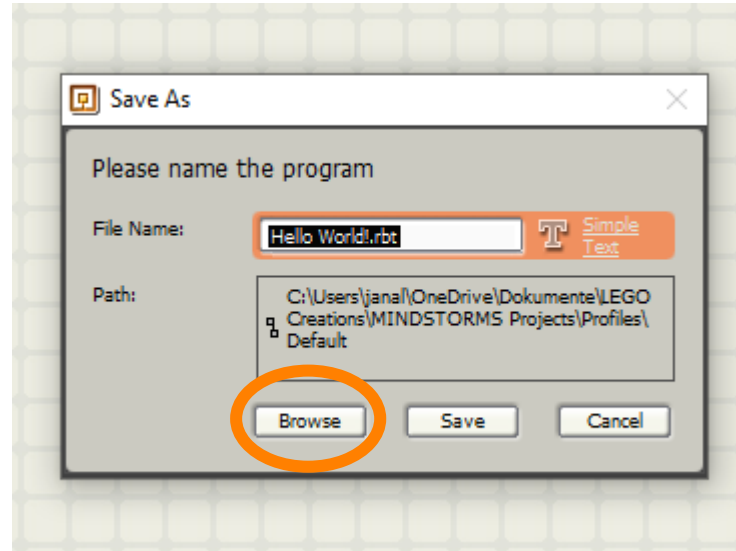 Save As
Please name the program
File Name:
Hello World!.rbt
T
Simple
Text
Path:
C:\Users\janal\OneDrive\Dokumente\LEGO
Creations\MINDSTORMS Projects\Profiles\
Default
Browse
Save
Cancel